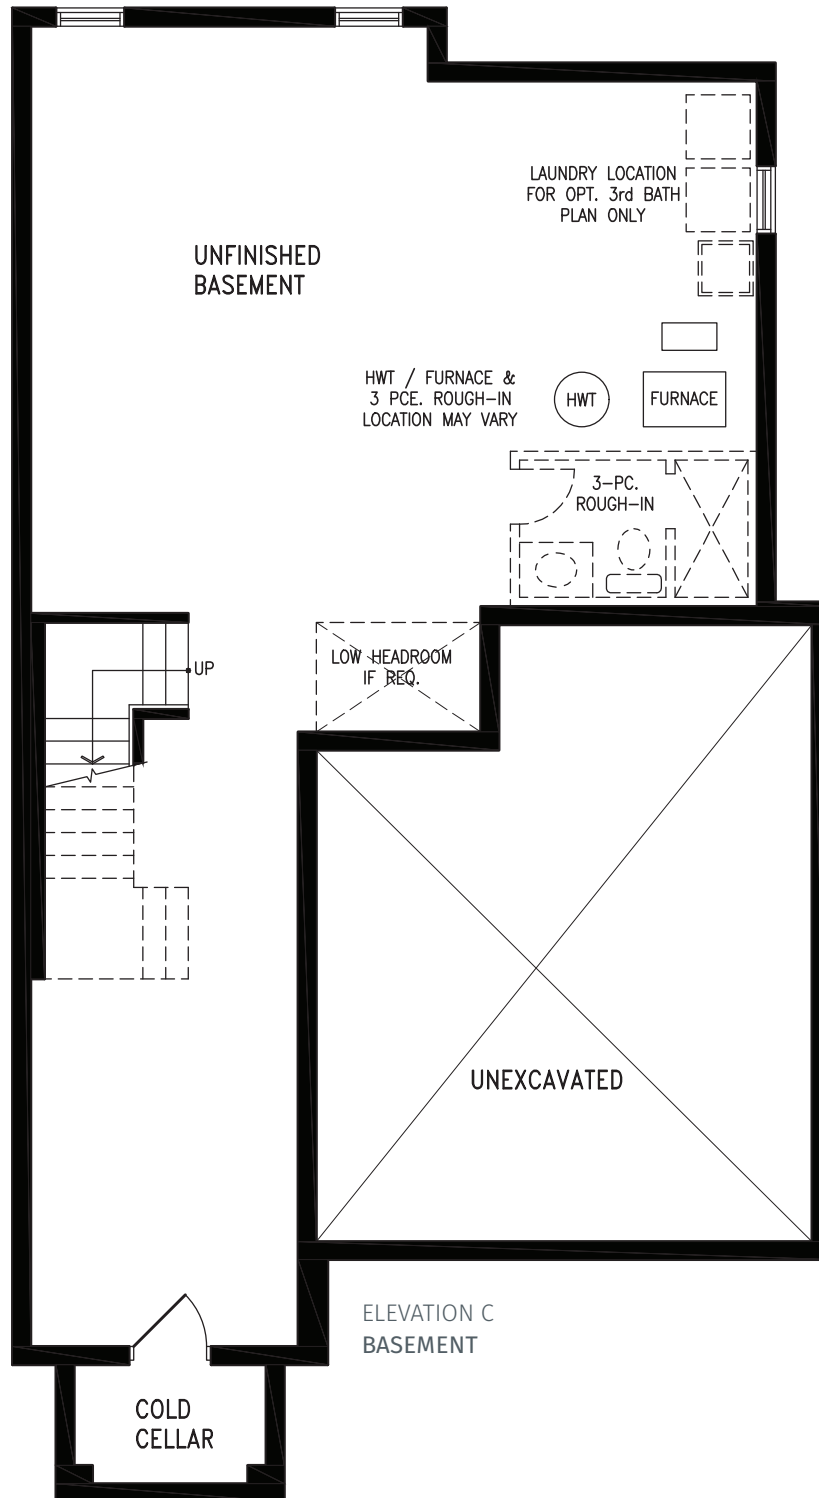 LAUNDRY LOCATION
FOR OPT. 3rd BATH
PLAN ONLY
UNFINISHED
BASEMENT
HWT / FURNACE &
3 PCE. ROUGH-IN
LOCATION MAY VARY
HWT
FURNACE
3-PC.
ROUGH-IN
LOW HEADROOM
IF REQ.
UP
UNEXCAVATED
ELEVATION C
BASEMENT
COLD
CELLAR